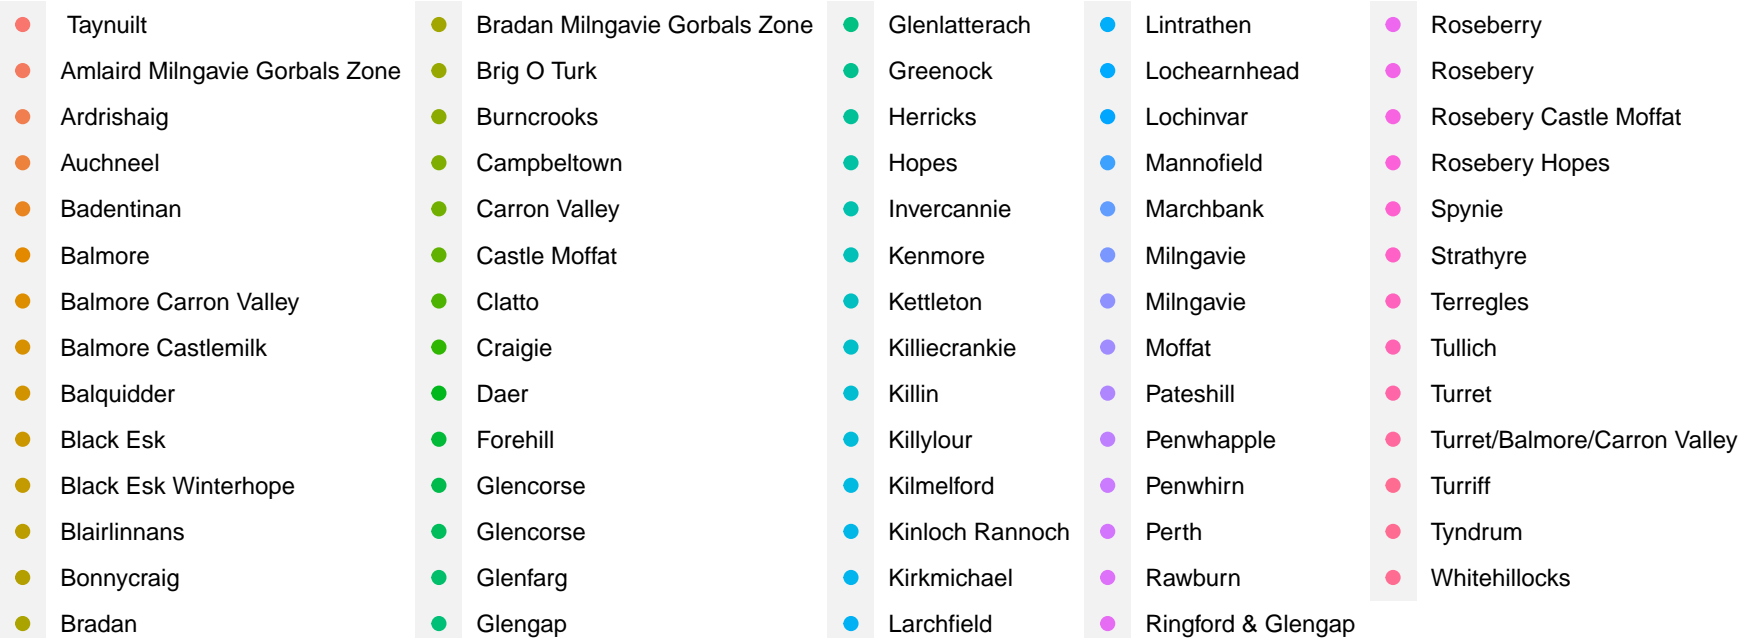 Taynuilt
Amlaird Milngavie Gorbals Zone
Ardrishaig
Auchneel
Badentinan
Balmore
Balmore Carron Valley
Balmore Castlemilk
Balquidder
Black Esk
Black Esk Winterhope
Blairlinnans
Bonnycraig
Bradan
Bradan Milngavie Gorbals Zone
Brig O Turk
Burncrooks
Campbeltown
Carron Valley
Castle Moffat
Clatto
Craigie
Daer
Forehill
Glencorse
Glencorse
Glenfarg
Glengap
Glenlatterach
Greenock
Herricks
Hopes
Invercannie
Kenmore
Kettleton
Killiecrankie
Killin
Killylour
Kilmelford
Kinloch Rannoch
Kirkmichael
Larchfield
Lintrathen
Lochearnhead
Lochinvar
Mannofield
Marchbank
Milngavie
Milngavie
Moffat
Pateshill
Penwhapple
Penwhirn
Perth
Rawburn
Ringford & Glengap
Roseberry
Rosebery
Rosebery Castle Moffat
Rosebery Hopes
Spynie
Strathyre
Terregles
Tullich
Turret
Turret/Balmore/Carron Valley
Turriff
Tyndrum
Whitehillocks